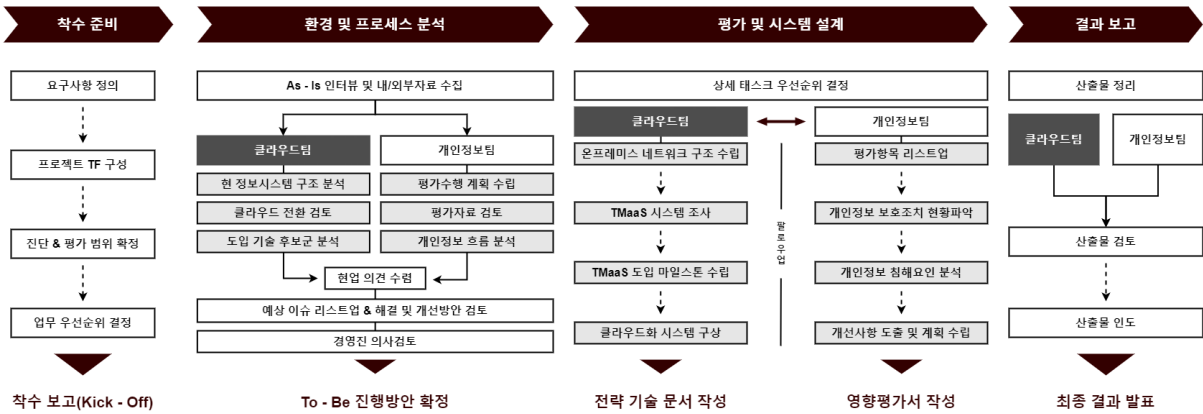 착수 준비
환경 및 프로세스 분석
평가 및 시스템 설계
결과 보고
요구사항 정의
프로젝트 TF 구성
진단 & 평가 범위 확정
업무 우선순위 결정
착수 보고(Kick - Off)
As - Is 인터뷰 및 내/외부자료 수집
클라우드팀
개인정보팀
현 정보시스템 구조 분석
평가수행 계획 수립
클라우드 전환 검토
평가자료 검토
도입 기술 후보군 분석
개인정보 흐름 분석
현업 의견 수렴
예상 이슈 리스트업 & 해결 및 개선방안 검토
경영진 의사검토
To - Be 진행방안 확정
상세 태스크 우선순위 결정
클라우드팀
개인정보팀
온프레미스 네트워크 구조 수립
평가항목 리스트업
TMaaS 시스템 조사
개인정보 보호조치 현황파악
팔로우업
TMaaS 도입 마일스톤 수립
개인정보 침해요인 분석
클라우드화 시스템 구상
개선사항 도출 및 계획 수립
전략 기술 문서 작성
영향평가서 작성
산출물 정리
클라우드팀
개인정보팀
산출물 검토
산출물 인도
최종 결과 발표